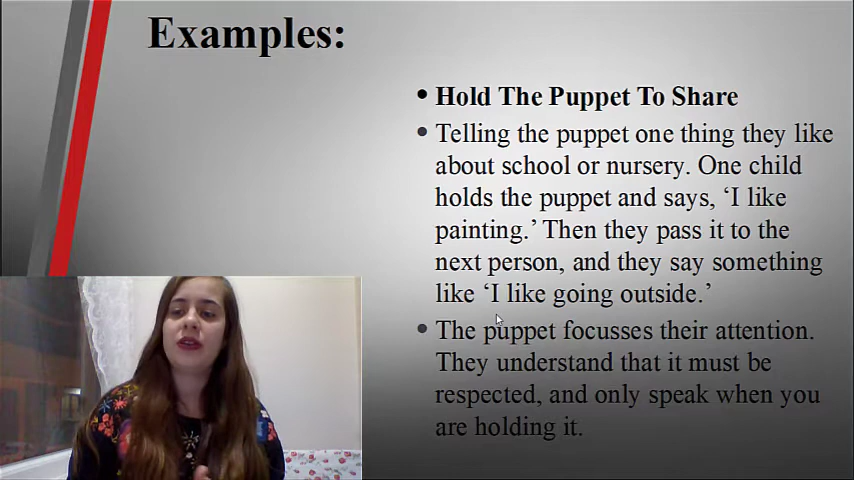 Examples:
• Hold The Puppet To Share
• Telling the puppet one thing they like
about school or nursery. One child
holds the puppet and says, ‘I like
painting.’ Then they pass it to the
next person, and they say something
like ‘I like going outside.’
• The puppet focusses their attention.
They understand that it must be
respected, and only speak when you
are holding it.